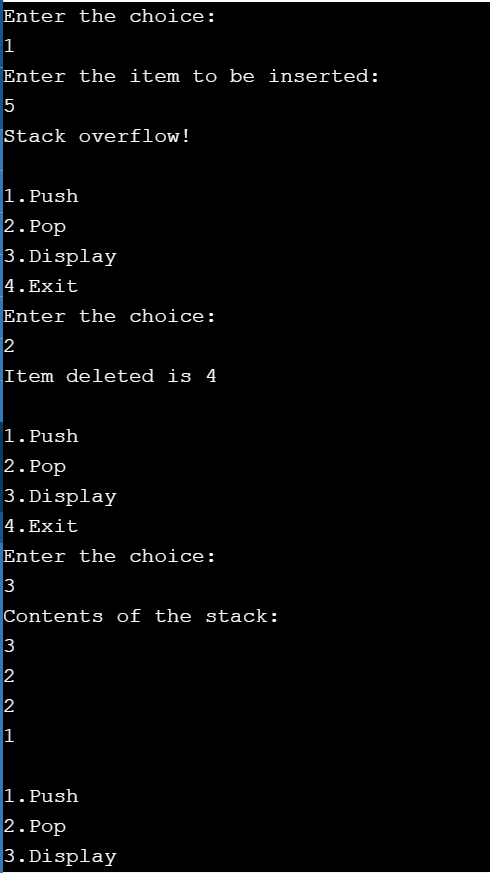 Enter the choice:
1
Enter the item to be inserted:
5
Stack overflow!
1.Push
2.Pop
3.Display
4.Exit
Enter the choice:
2
Item deleted is 4
1.Push
2.Pop
3.Display
4.Exit
Enter the choice:
3
Contents of the stack:
3
2
2
1
1.Push
2.Pop
3.Display